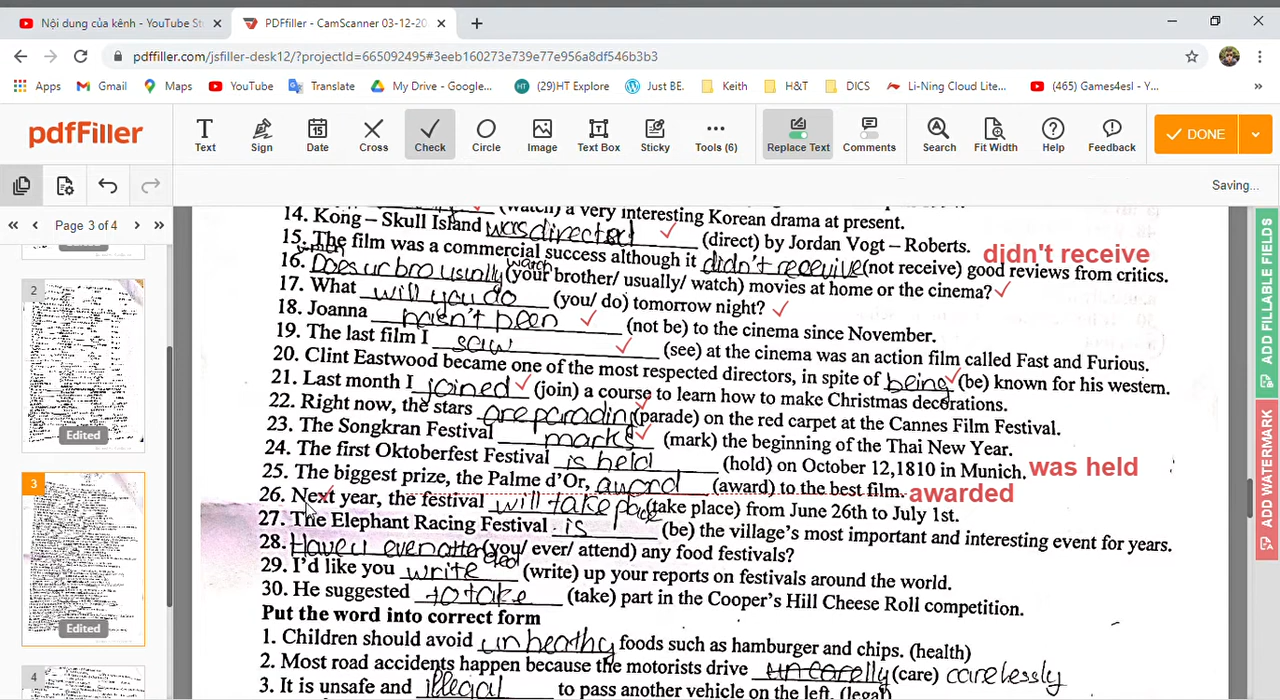 Nội dung của kênh - YouTube St
PDFfiller - CamScanner 03-12-20
pdffiller.com/jsfiller-desk12/?projectId=665092495#3eeb160273e739e77e956a8df546b3b3
Apps Gmail Maps YouTube Translate My Drive - Google... (29)HT Explore Just BE. Keith H&T DICS Li-Ning Cloud Lite... (465) Games4esl - Y... »
pdfFiller Text Sign Date Cross Check Circle Image Text Box Sticky Tools (6) Replace Text Comments Search Fit Width Help Feedback DONE
Page 3 of 4 Saving...
(watch) a very interesting Korean drama at present.
14. Kong – Skull Island was directed (direct) by Jordan Vogt – Roberts.
15. The film was a commercial success although it didn't receivive (not receive) good reviews from critics. didn't receive
16. Does ur bro usually watch (your brother/ usually/ watch) movies at home or the cinema?
17. What will you do (you/ do) tomorrow night?
18. Joanna hasn't been (not be) to the cinema since November.
19. The last film I saw (see) at the cinema was an action film called Fast and Furious.
20. Clint Eastwood became one of the most respected directors, in spite of being (be) known for his western.
21. Last month I joined (join) a course to learn how to make Christmas decorations.
22. Right now, the stars are parading (parade) on the red carpet at the Cannes Film Festival.
23. The Songkran Festival marks (mark) the beginning of the Thai New Year.
24. The first Oktoberfest Festival is held (hold) on October 12,1810 in Munich. was held
25. The biggest prize, the Palme d'Or, award (award) to the best film. awarded
26. Next year, the festival will take place (take place) from June 26th to July 1st.
27. The Elephant Racing Festival is (be) the village's most important and interesting event for years.
28. Have u ever attended (you/ ever/ attend) any food festivals?
29. I'd like you write (write) up your reports on festivals around the world.
30. He suggested to take (take) part in the Cooper's Hill Cheese Roll competition.
Put the word into correct form
1. Children should avoid unhealthy foods such as hamburger and chips. (health)
2. Most road accidents happen because the motorists drive uncarelly (care) carelessly
3. It is unsafe and illegal to pass another vehicle on the left. (legal)
2
Edited
3
Edited
4
ADD FILLABLE FIELDS
ADD WATERMARK